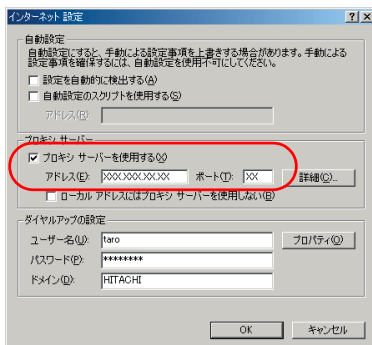 インターネット 設定
自動設定
自動設定にすると、手動による設定事項を上書きする場合があります。手動による
設定事項を確保するには、自動設定を使用不可にしてください。
設定を自動的に検出する(A)
自動設定のスクリプトを使用する(S)
アドレス(R):
プロキシ サーバー
プロキシ サーバーを使用する(X)
アドレス(E): XXX.XXX.XX.XX ポート(T): XX 詳細(C)...
ローカル アドレスにはプロキシ サーバーを使用しない(B)
ダイヤルアップの設定
ユーザー名(U): taro プロパティ(O)
パスワード(P): ********
ドメイン(D): HITACHI
OK キャンセル